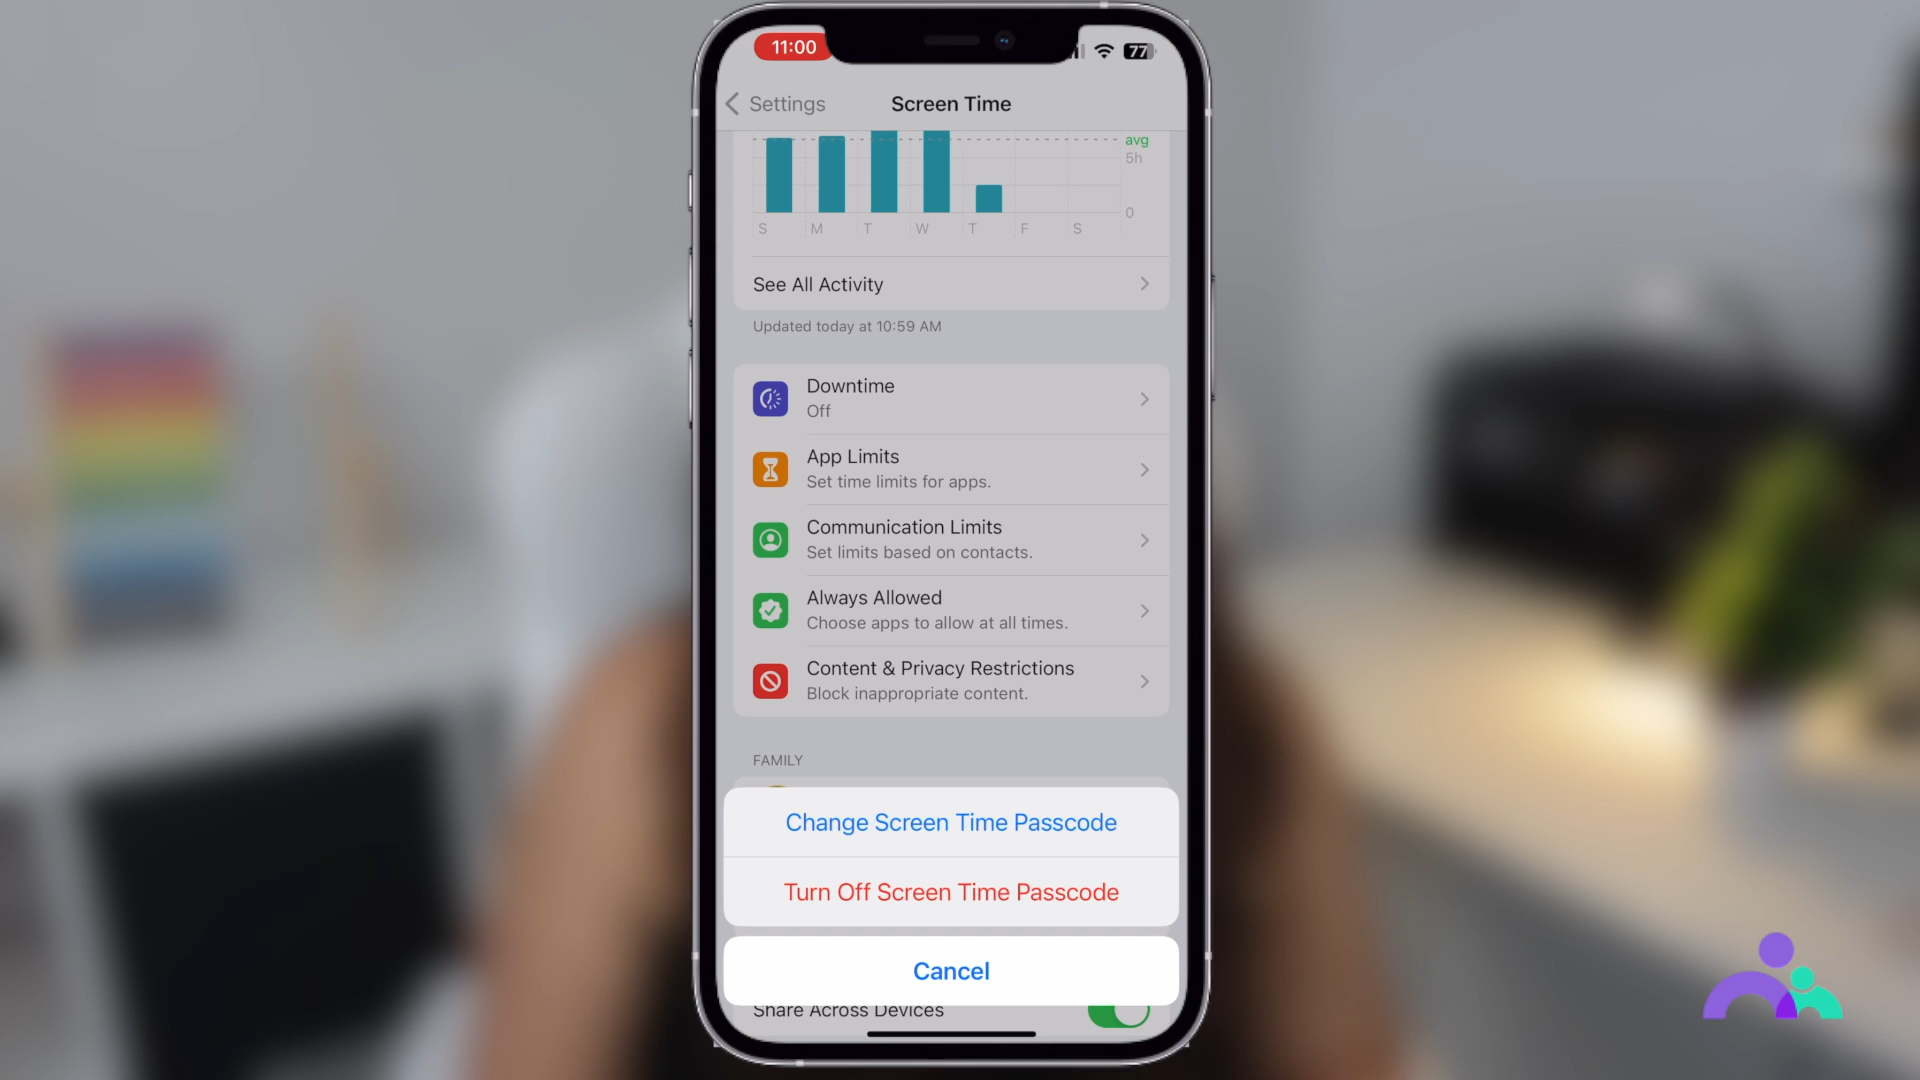 11:00
77
Settings
Screen Time
avg
5h
0
S M T W T F S
See All Activity
Updated today at 10:59 AM
Downtime
Off
App Limits
Set time limits for apps.
Communication Limits
Set limits based on contacts.
Always Allowed
Choose apps to allow at all times.
Content & Privacy Restrictions
Block inappropriate content.
FAMILY
Change Screen Time Passcode
Turn Off Screen Time Passcode
Cancel
Share Across Devices